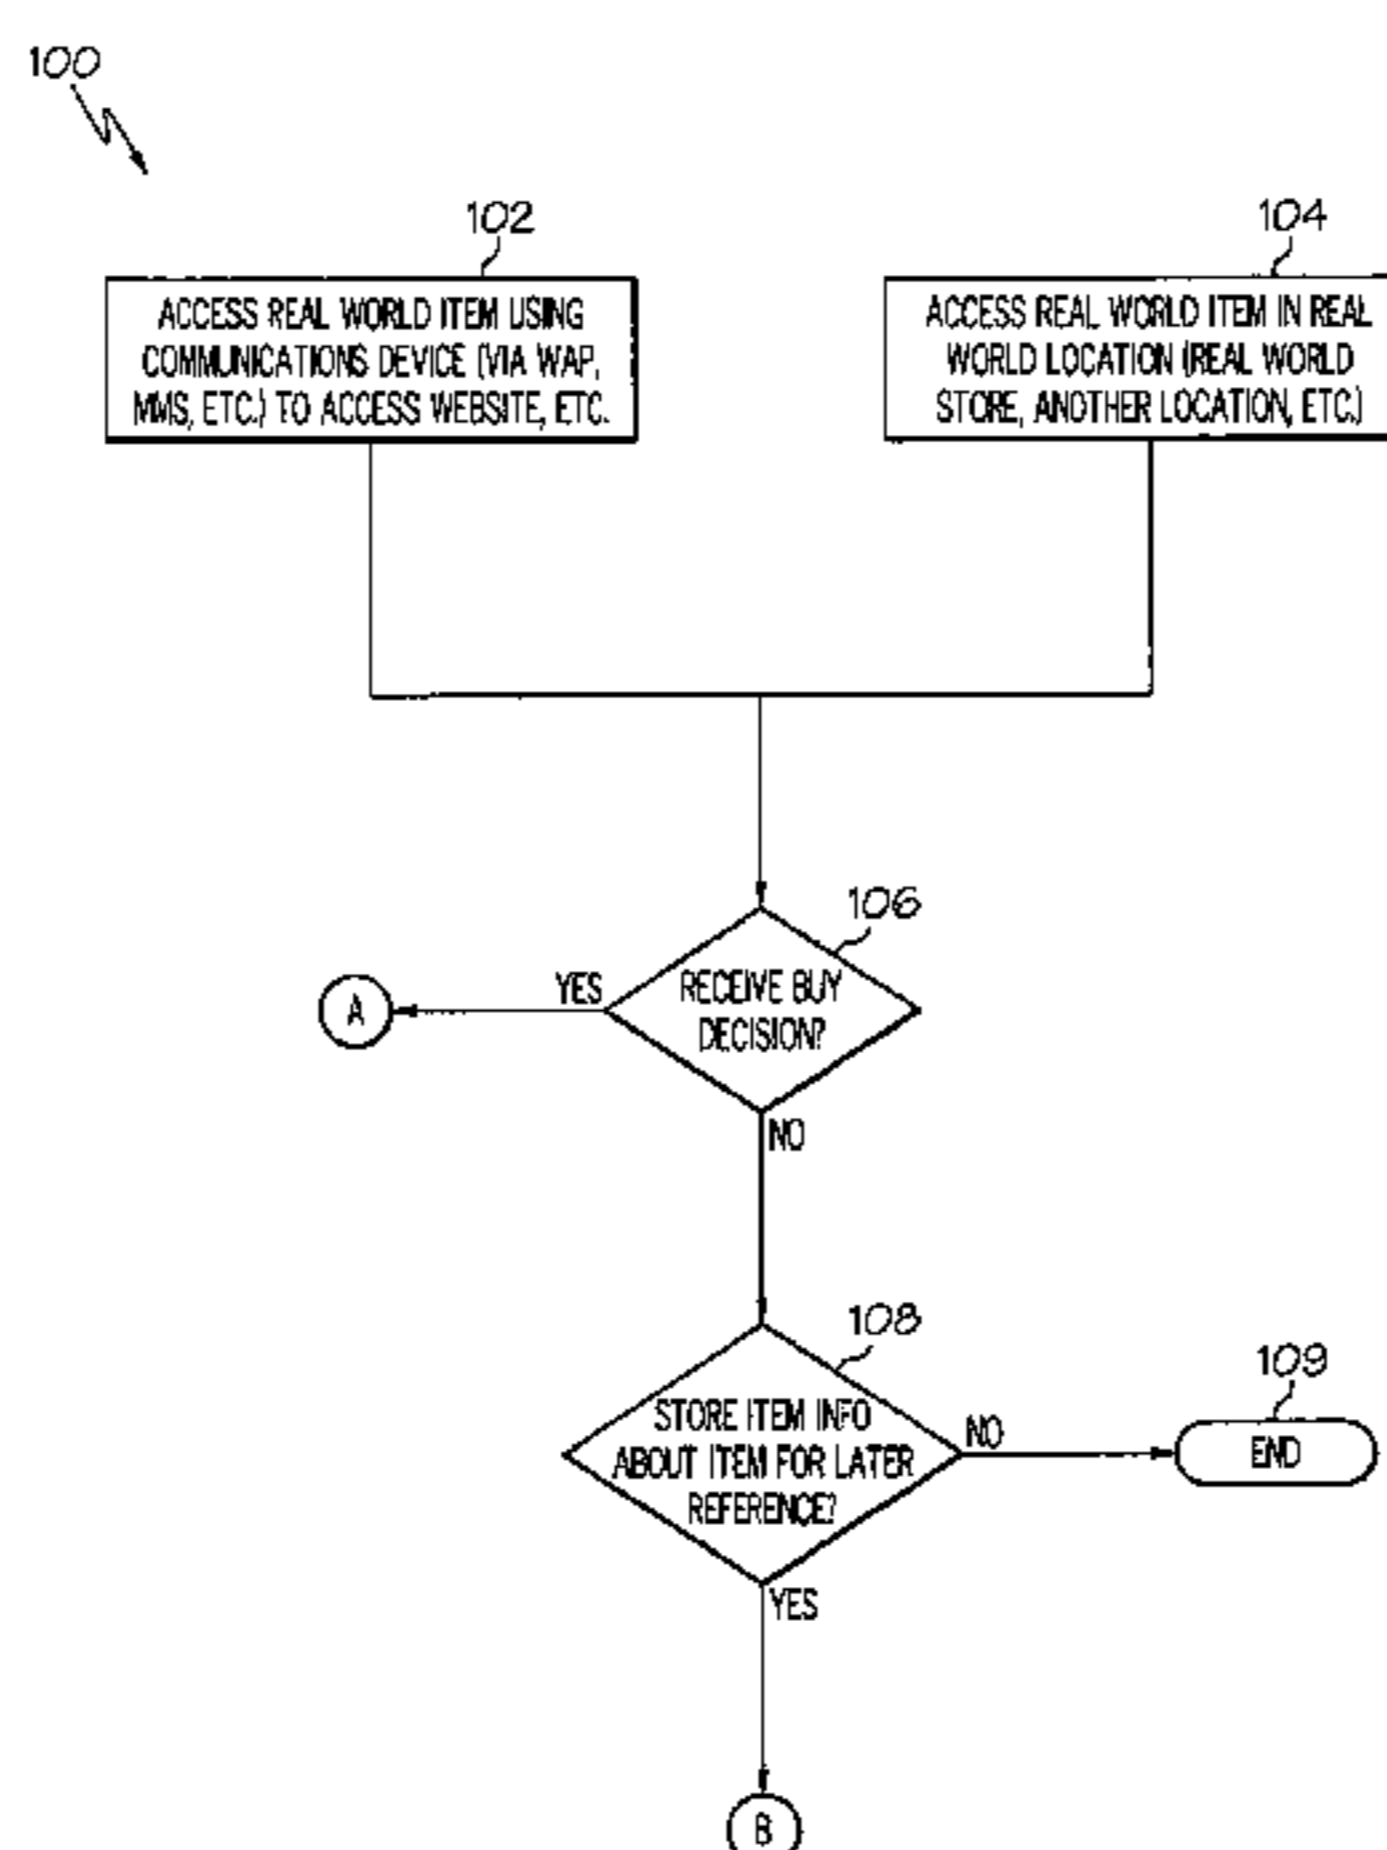 100
102
ACCESS REAL WORLD ITEM USING
COMMUNICATIONS DEVICE (VIA WAP,
MMS, ETC.) TO ACCESS WEBSITE, ETC.
104
ACCESS REAL WORLD ITEM IN REAL
WORLD LOCATION (REAL WORLD
STORE, ANOTHER LOCATION, ETC.)
106
RECEIVE BUY
DECISION?
YES
A
NO
108
STORE ITEM INFO
ABOUT ITEM FOR LATER
REFERENCE?
NO
109
END
YES
B